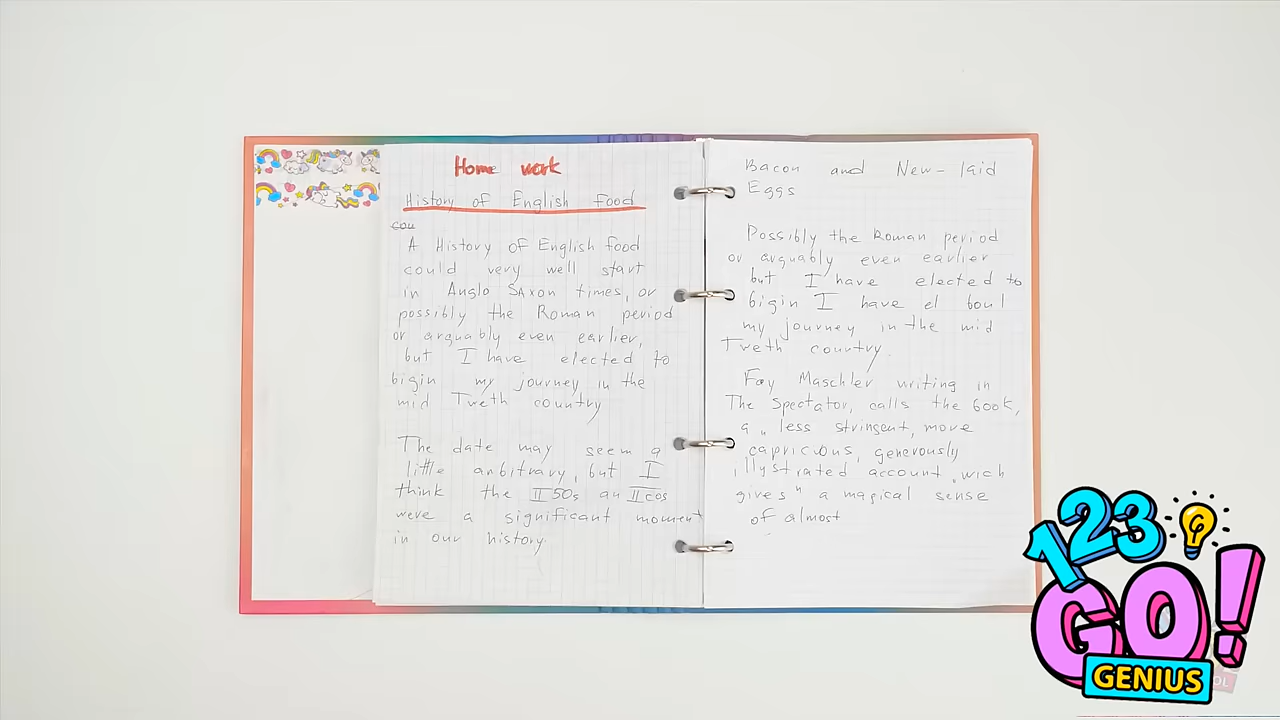 Home work
History of English food
cou
A History of English food
could very well start
in Anglo SAxon times, or
possibly the Roman period
or arguably even earlier,
but I have elected to
bigin my journey in the
mid Tweth country
The date may seem a
little arbitrary, but I
think the II50s an IIcos
were a significant moment
in our history
Bacon and New-laid
Eggs
Possibly the Roman period
or arguably even earlier
but I have elected to
bigin I have el boul
my journey in the mid
Tweth country.
Fay Maschler writing in
The Spectator, calls the book,
a „ less stringent, more
capricious, generously
illystrated account „wich
gives" a magical sense
of almost
123
GO!
GENIUS
OL